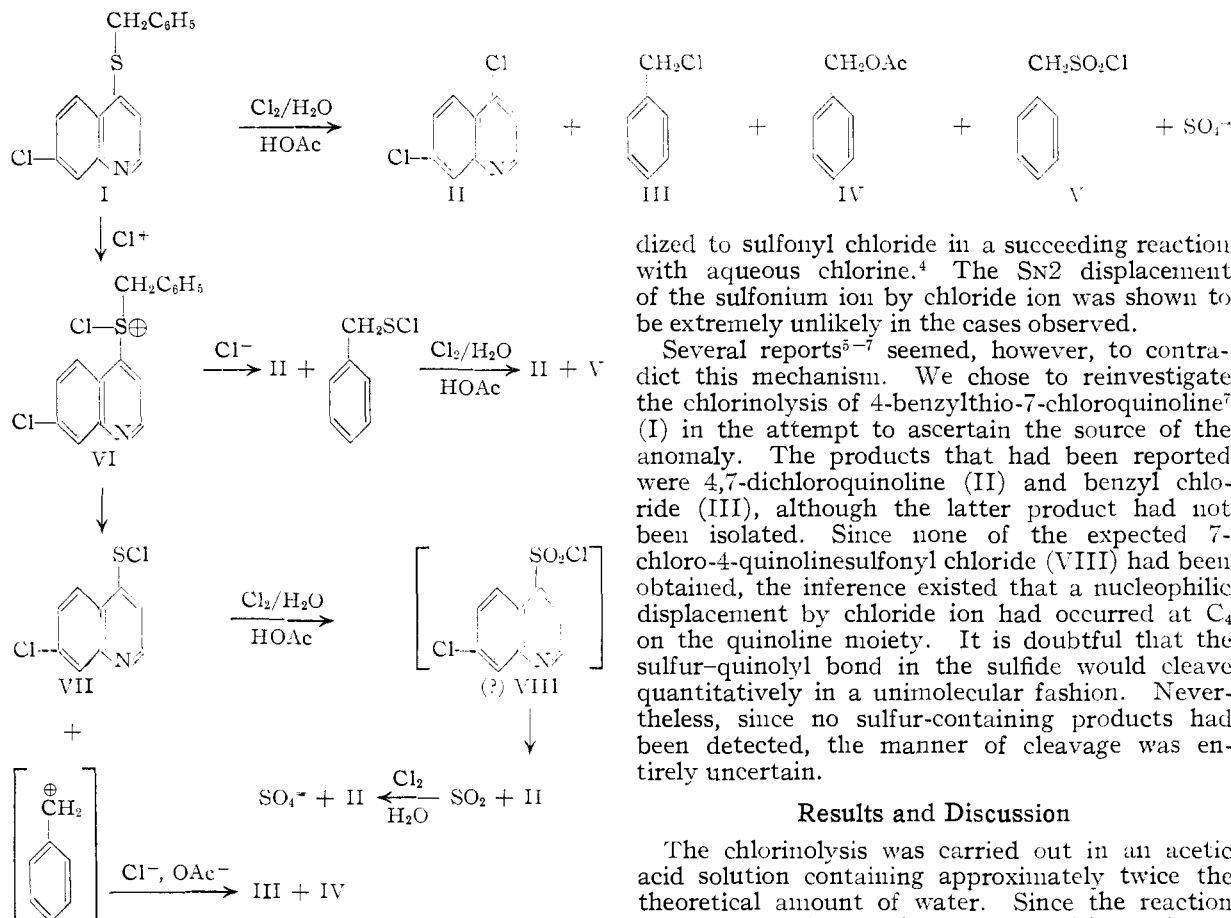 CH₂C₆H₅
S
Cl
N
I
Cl₂/H₂O
HOAc
Cl
Cl
N
II
+
CH₂Cl
III
+
CH₂OAc
IV
+
CH₂SO₂Cl
V
+ SO₄⁼
Cl⁺
CH₂C₆H₅
Cl—S⊕
Cl
N
VI
Cl⁻
II +
CH₂SCl
Cl₂/H₂O
HOAc
II + V
SCl
Cl
N
VII
Cl₂/H₂O
HOAc
SO₂Cl
Cl
N
(?) VIII
+
⊕
CH₂
Cl⁻, OAc⁻
III + IV
SO₄⁼ + II
Cl₂
H₂O
SO₂ + II
dized to sulfonyl chloride in a succeeding reaction
with aqueous chlorine.⁴ The SN2 displacement
of the sulfonium ion by chloride ion was shown to
be extremely unlikely in the cases observed.
Several reports⁵⁻⁷ seemed, however, to contra-
dict this mechanism. We chose to reinvestigate
the chlorinolysis of 4-benzylthio-7-chloroquinoline⁷
(I) in the attempt to ascertain the source of the
anomaly. The products that had been reported
were 4,7-dichloroquinoline (II) and benzyl chlo-
ride (III), although the latter product had not
been isolated. Since none of the expected 7-
chloro-4-quinolinesulfonyl chloride (VIII) had been
obtained, the inference existed that a nucleophilic
displacement by chloride ion had occurred at C₄
on the quinoline moiety. It is doubtful that the
sulfur–quinolyl bond in the sulfide would cleave
quantitatively in a unimolecular fashion. Never-
theless, since no sulfur-containing products had
been detected, the manner of cleavage was en-
tirely uncertain.
Results and Discussion
The chlorinolysis was carried out in an acetic
acid solution containing approximately twice the
theoretical amount of water. Since the reaction